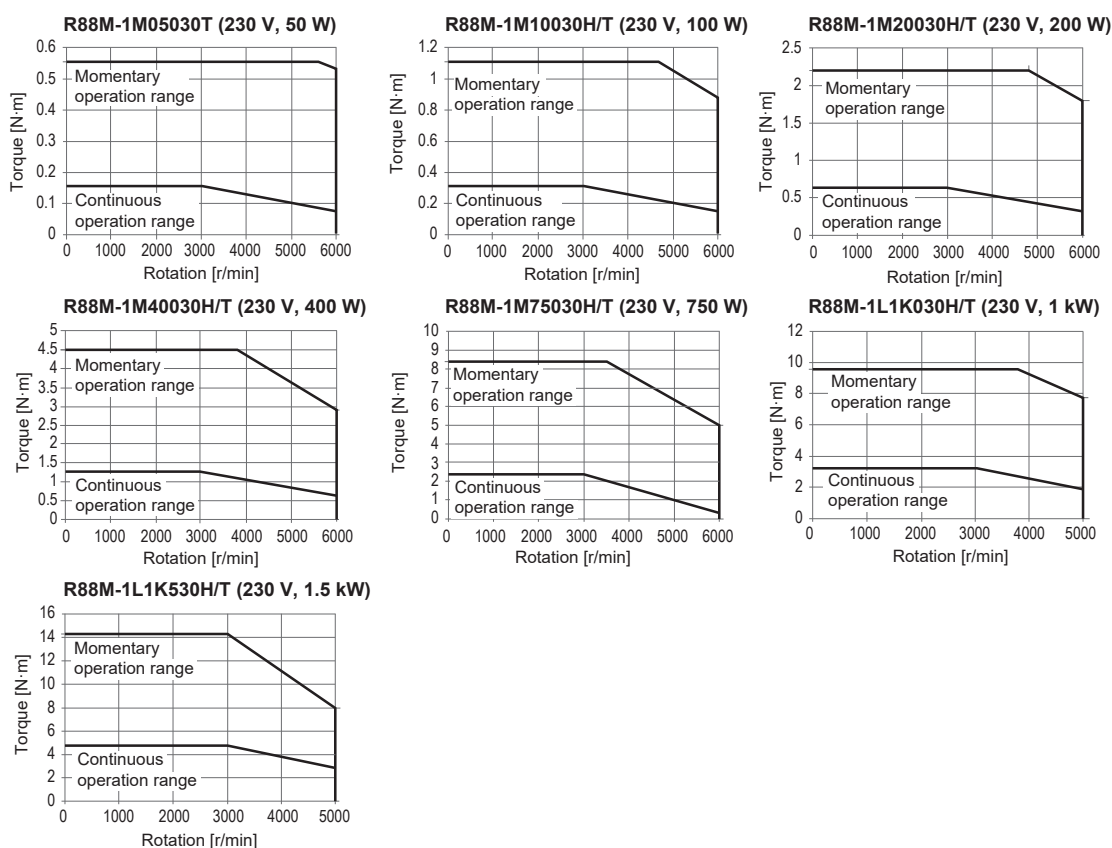 R88M-1M05030T (230 V, 50 W)
Torque [N·m]
0.6
0.5
0.4
0.3
0.2
0.1
0
Momentary
operation range
Continuous
operation range
0 1000 2000 3000 4000 5000 6000
Rotation [r/min]
R88M-1M10030H/T (230 V, 100 W)
Torque [N·m]
1.2
1
0.8
0.6
0.4
0.2
0
Momentary
operation range
Continuous
operation range
0 1000 2000 3000 4000 5000 6000
Rotation [r/min]
R88M-1M20030H/T (230 V, 200 W)
Torque [N·m]
2.5
2
1.5
1
0.5
0
Momentary
operation range
Continuous
operation range
0 1000 2000 3000 4000 5000 6000
Rotation [r/min]
R88M-1M40030H/T (230 V, 400 W)
Torque [N·m]
5
4.5
4
3.5
3
2.5
2
1.5
1
0.5
0
Momentary
operation range
Continuous
operation range
0 1000 2000 3000 4000 5000 6000
Rotation [r/min]
R88M-1M75030H/T (230 V, 750 W)
Torque [N·m]
10
9
8
7
6
5
4
3
2
1
0
Momentary
operation range
Continuous
operation range
0 1000 2000 3000 4000 5000 6000
Rotation [r/min]
R88M-1L1K030H/T (230 V, 1 kW)
Torque [N·m]
12
10
8
6
4
2
0
Momentary
operation range
Continuous
operation range
0 1000 2000 3000 4000 5000
Rotation [r/min]
R88M-1L1K530H/T (230 V, 1.5 kW)
Torque [N·m]
16
14
12
10
8
6
4
2
0
Momentary
operation range
Continuous
operation range
0 1000 2000 3000 4000 5000
Rotation [r/min]